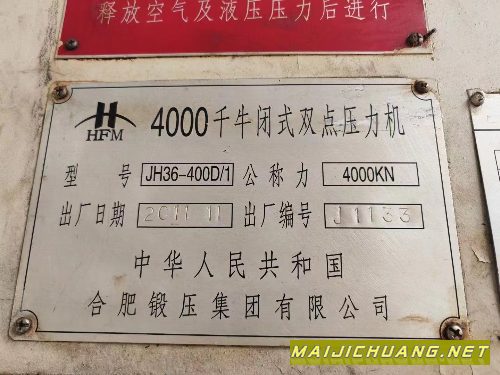 释放空气及液压压力后进行
HFM
4000千牛闭式双点压力机
型号 JH36-400D/1 公称力 4000KN
出厂日期 2011 11 出厂编号 J1133
中华人民共和国
合肥锻压集团有限公司
MAIJICHUANG.NET